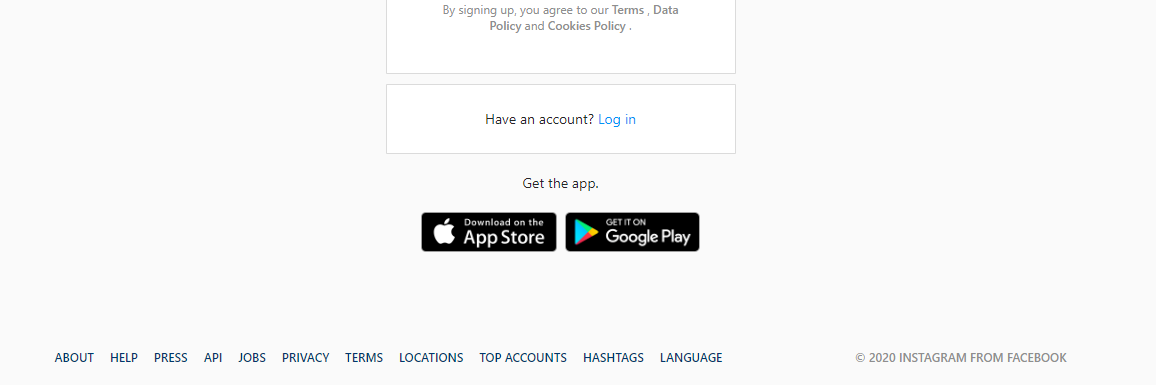 By signing up, you agree to our Terms , Data
Policy and Cookies Policy .
Have an account? Log in
Get the app.
Download on the
App Store
GET IT ON
Google Play
ABOUT HELP PRESS API JOBS PRIVACY TERMS LOCATIONS TOP ACCOUNTS HASHTAGS LANGUAGE © 2020 INSTAGRAM FROM FACEBOOK